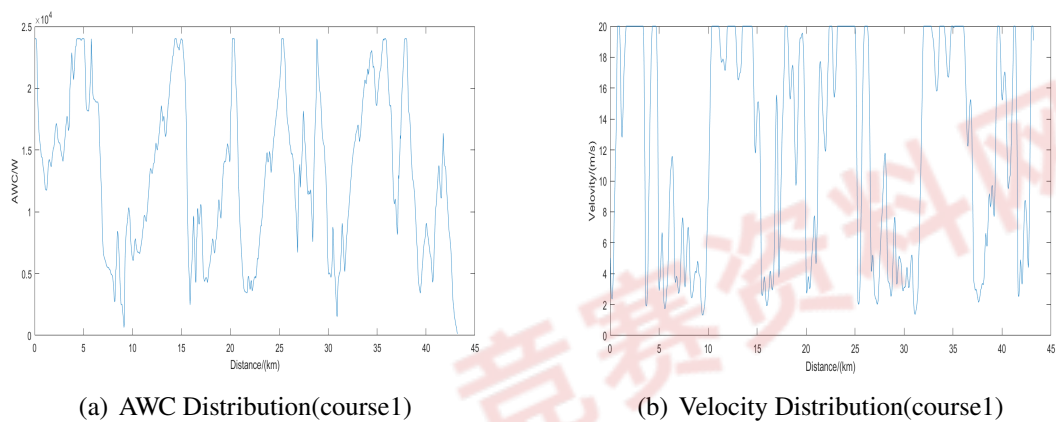 ×10⁴
2.5
2
1.5
1
0.5
0
AWC/W
0 5 10 15 20 25 30 35 40 45
Distance/(km)
(a) AWC Distribution(course1)
20
18
16
14
12
10
8
6
4
2
0
Velovity/(m/s)
0 5 10 15 20 25 30 35 40 45
Distance/(km)
(b) Velocity Distribution(course1)
竞赛资料网